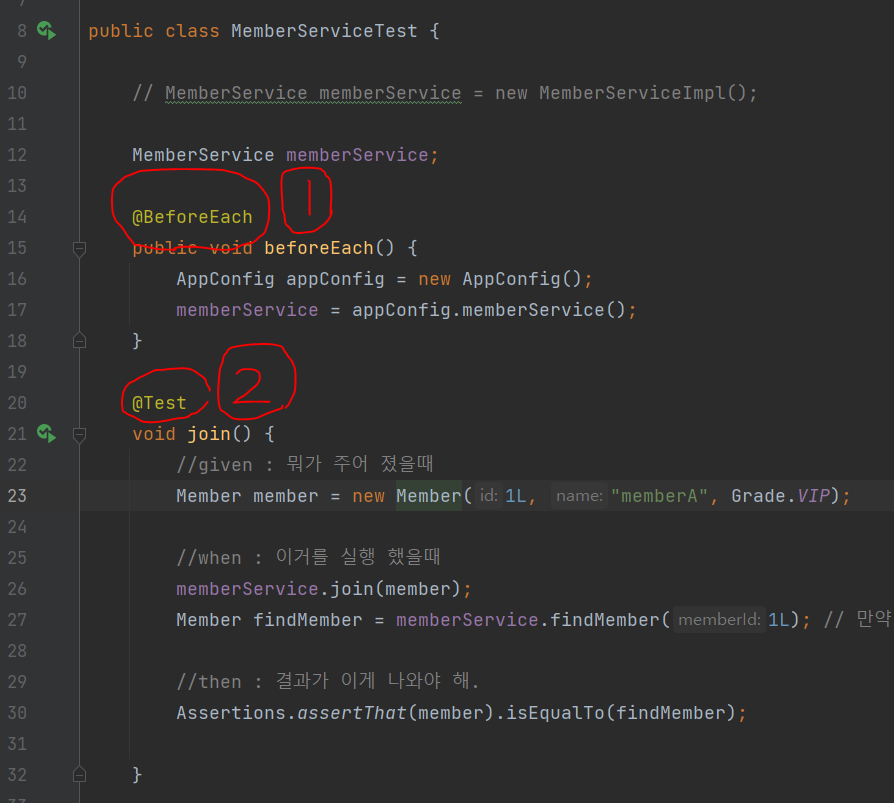 8 public class MemberServiceTest {
9
10 // MemberService memberService = new MemberServiceImpl();
11
12 MemberService memberService;
13
14 @BeforeEach 1
15 public void beforeEach() {
16 AppConfig appConfig = new AppConfig();
17 memberService = appConfig.memberService();
18 }
19
20 @Test 2
21 void join() {
22 //given : 뭐가 주어 졌을때
23 Member member = new Member( id: 1L, name: "memberA", Grade.VIP);
24
25 //when : 이거를 실행 했을때
26 memberService.join(member);
27 Member findMember = memberService.findMember( memberId: 1L); // 만약
28
29 //then : 결과가 이게 나와야 해.
30 Assertions.assertThat(member).isEqualTo(findMember);
31
32 }